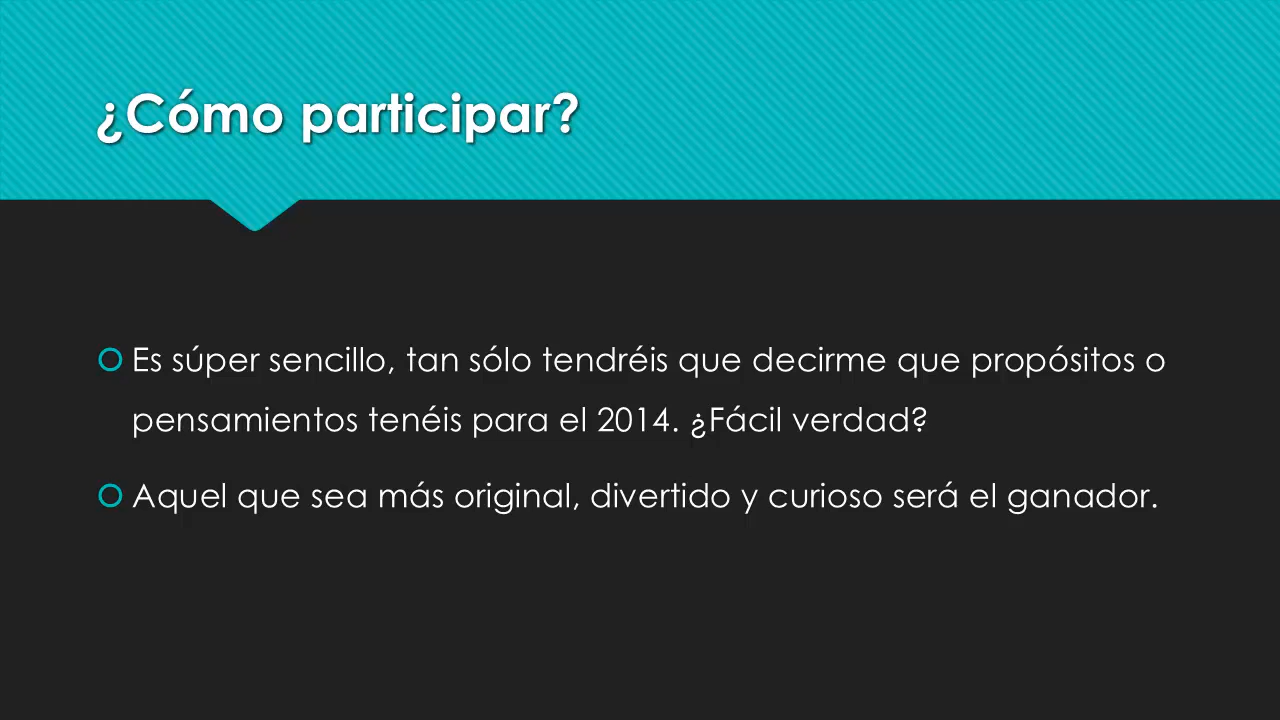 ¿Cómo participar?
Es súper sencillo, tan sólo tendréis que decirme que propósitos o
pensamientos tenéis para el 2014. ¿Fácil verdad?
Aquel que sea más original, divertido y curioso será el ganador.